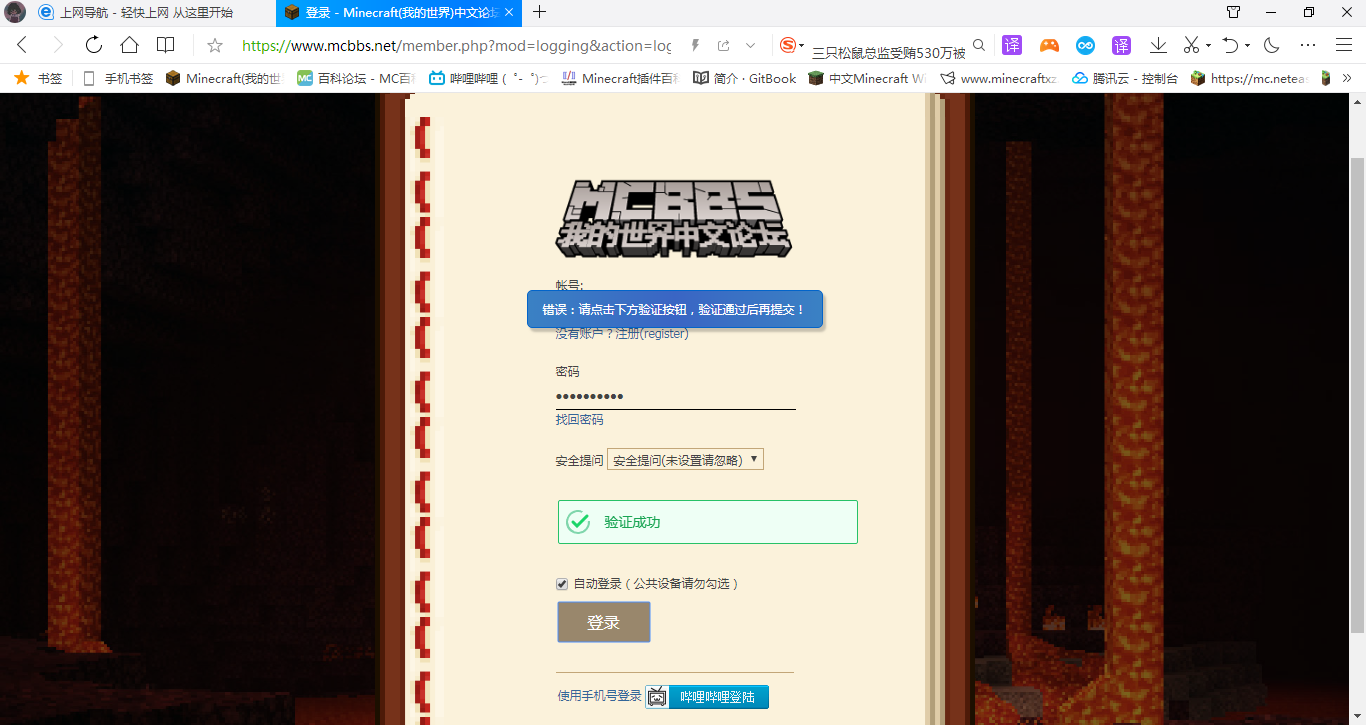 上网导航 - 轻快上网 从这里开始
登录 - Minecraft(我的世界)中文论坛
https://www.mcbbs.net/member.php?mod=logging&action=log
三只松鼠总监受贿530万被
译
译
书签
手机书签
Minecraft(我的世
百科论坛 - MC百
哔哩哔哩 ( ゜- ゜)つ
Minecraft插件百科
简介 · GitBook
中文Minecraft Wi
www.minecraftxz
腾讯云 - 控制台
https://mc.neteas
MCBBS
我的世界中文论坛
帐号:
错误：请点击下方验证按钮，验证通过后再提交！
没有账户？注册(register)
密码
••••••••••
找回密码
安全提问 安全提问(未设置请忽略)
验证成功
自动登录（公共设备请勿勾选）
登录
使用手机号登录 哔哩哔哩登陆